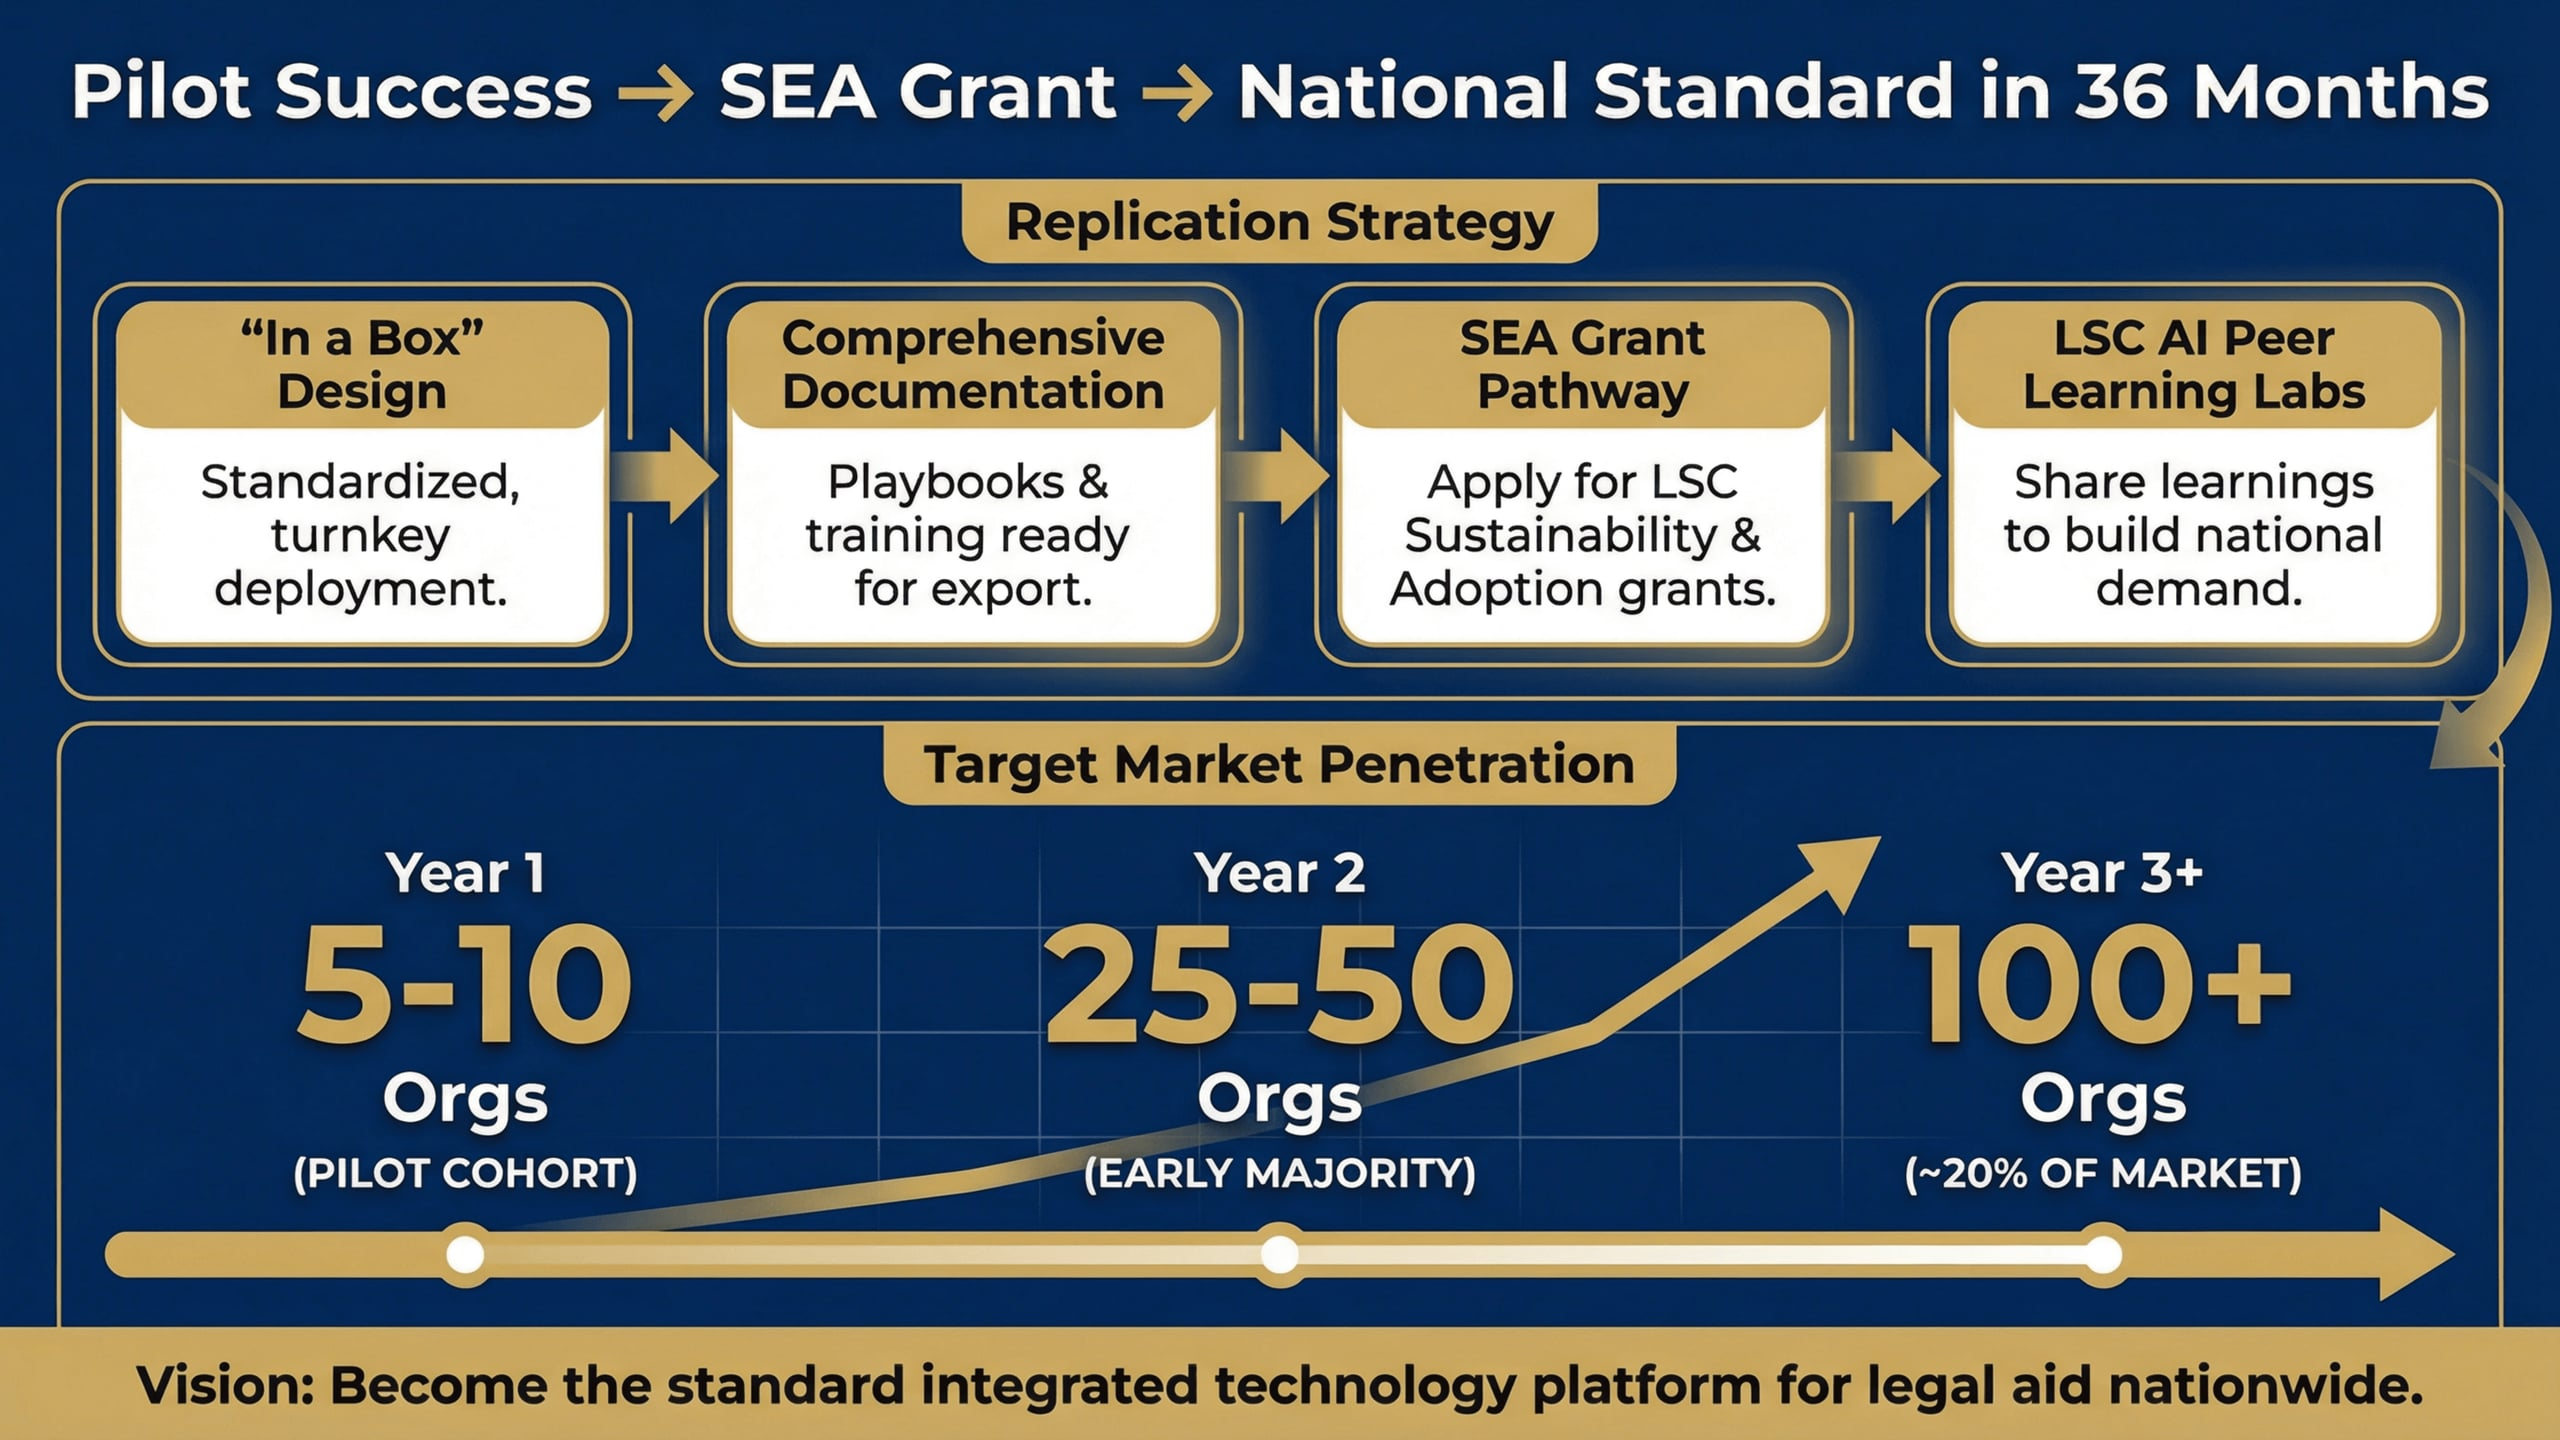 Pilot Success → SEA Grant → National Standard in 36 Months
Replication Strategy
“In a Box”
Design
Standardized,
turnkey
deployment.
Comprehensive
Documentation
Playbooks &
training ready
for export.
SEA Grant
Pathway
Apply for LSC
Sustainability &
Adoption grants.
LSC AI Peer
Learning Labs
Share learnings
to build national
demand.
Target Market Penetration
Year 1
5-10
Orgs
(PILOT COHORT)
Year 2
25-50
Orgs
(EARLY MAJORITY)
Year 3+
100+
Orgs
(~20% OF MARKET)
Vision: Become the standard integrated technology platform for legal aid nationwide.